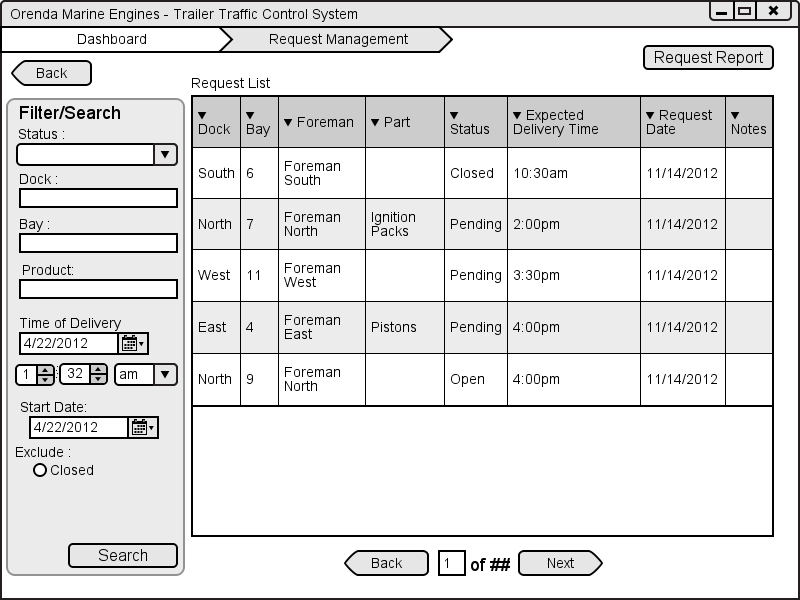 Orenda Marine Engines - Trailer Traffic Control System
Dashboard
Request Management
Back
Request Report
Request List
Filter/Search
Status :
Dock :
Bay :
Product:
Time of Delivery
4/22/2012
1 : 32 am
Start Date:
4/22/2012
Exclude :
Closed
Search
Dock Bay Foreman Part Status Expected Delivery Time Request Date Notes
South 6 Foreman South Closed 10:30am 11/14/2012
North 7 Foreman North Ignition Packs Pending 2:00pm 11/14/2012
West 11 Foreman West Pending 3:30pm 11/14/2012
East 4 Foreman East Pistons Pending 4:00pm 11/14/2012
North 9 Foreman North Open 4:00pm 11/14/2012
Back 1 of ## Next